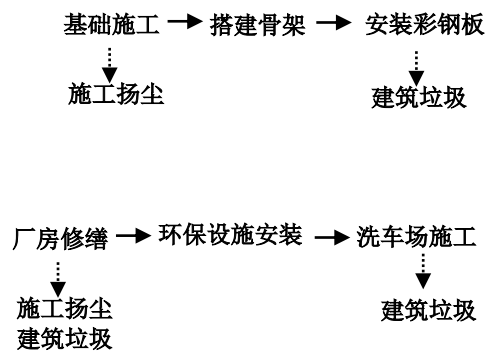 基础施工
搭建骨架
安装彩钢板
施工扬尘
建筑垃圾
厂房修缮
环保设施安装
洗车场施工
施工扬尘
建筑垃圾
建筑垃圾